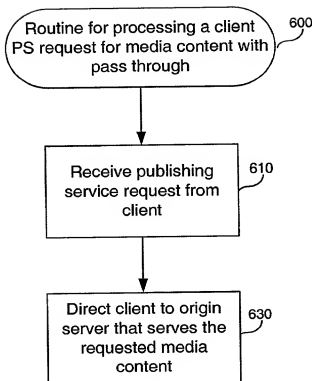 Routine for processing a client
PS request for media content with
pass through
600
Receive publishing
service request from
client
610
Direct client to origin
server that serves the
requested media
content
630